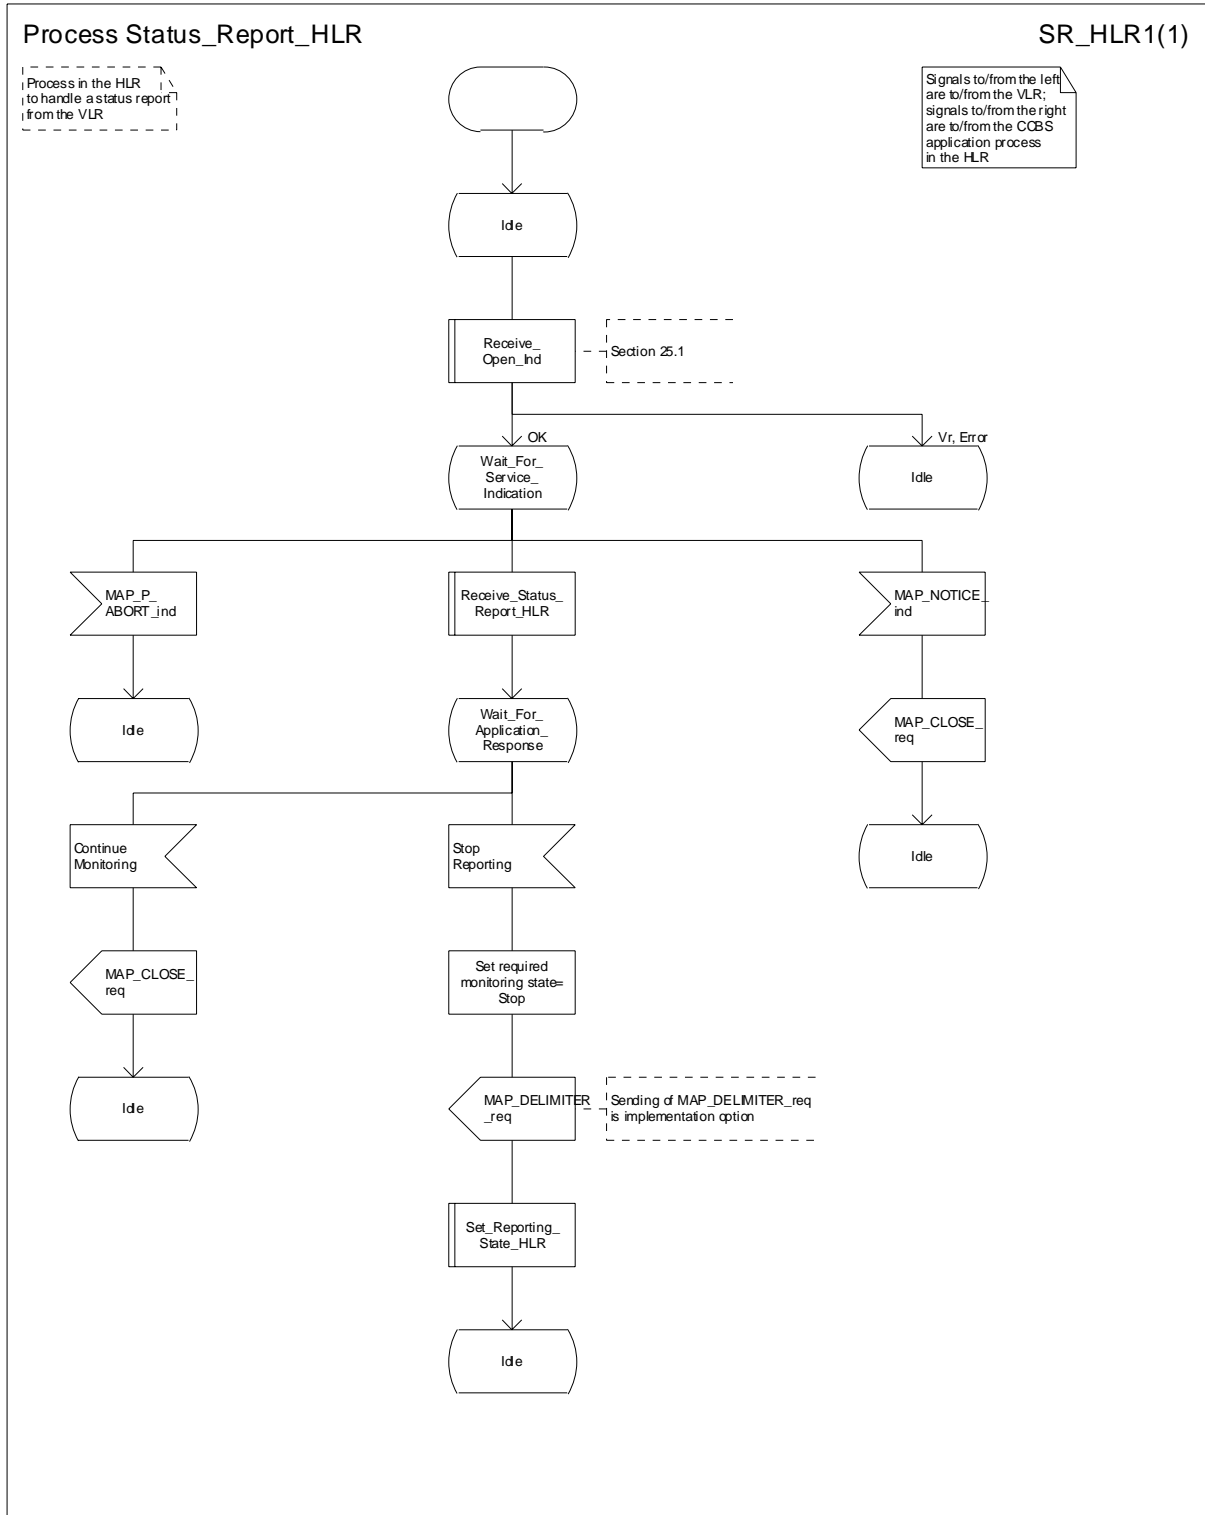 Process Status_Report_HLR
SR_HLR1(1)
Process in the HLR
to handle a status report
from the VLR
Signals to/from the left
are to/from the VLR;
signals to/from the right
are to/from the CCBS
application process
in the HLR
Idle
Receive_
Open_Ind
Section 25.1
OK
Vr, Error
Wait_For_
Service_
Indication
Idle
MAP_P_
ABORT_ind
Receive_Status_
Report_HLR
MAP_NOTICE_
ind
Idle
Wait_For_
Application_
Response
MAP_CLOSE_
req
Continue
Monitoring
Stop
Reporting
Idle
MAP_CLOSE_
req
Set required
monitoring state=
Stop
Idle
MAP_DELIMITER
_req
Sending of MAP_DELIMITER_req
is implementation option
Set_Reporting_
State_HLR
Idle